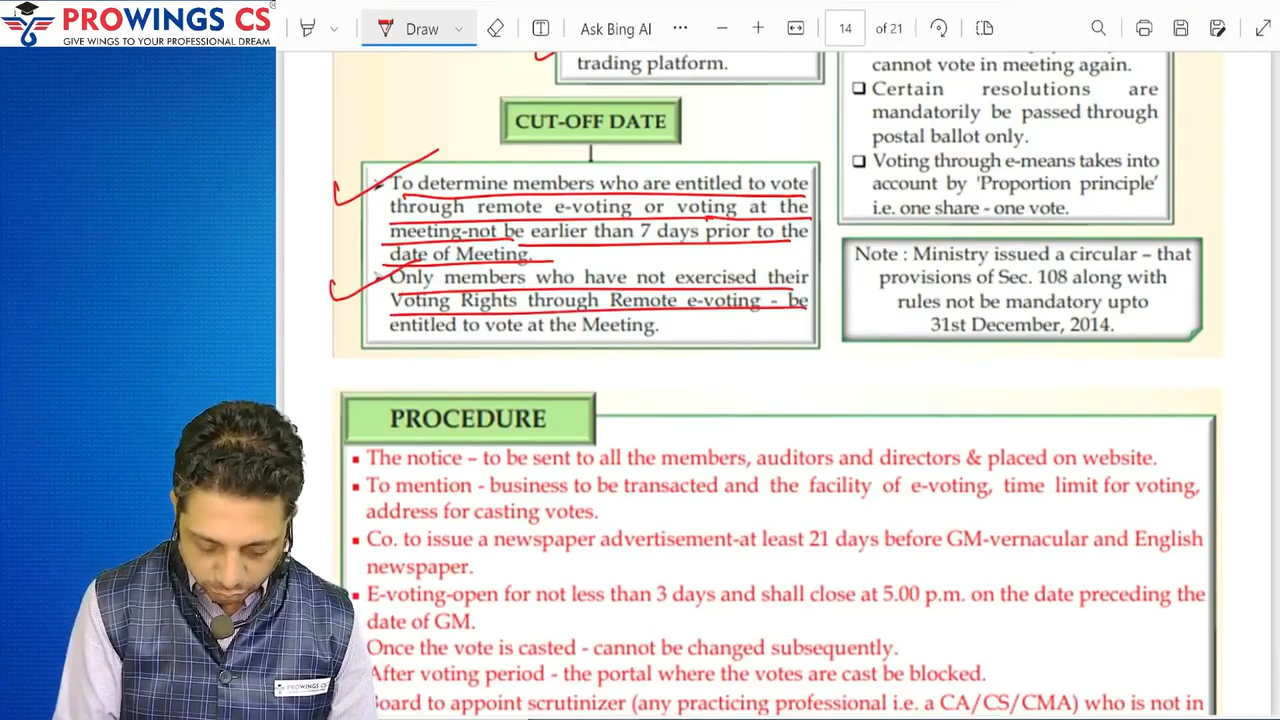 PROWINGS CS
GIVE WINGS TO YOUR PROFESSIONAL DREAM
Draw
Ask Bing AI
14 of 21
trading platform.
CUT-OFF DATE
To determine members who are entitled to vote
through remote e-voting or voting at the
meeting-not be earlier than 7 days prior to the
date of Meeting.
Only members who have not exercised their
Voting Rights through Remote e-voting - be
entitled to vote at the Meeting.
cannot vote in meeting again.
Certain resolutions are
mandatorily be passed through
postal ballot only.
Voting through e-means takes into
account by 'Proportion principle'
i.e. one share - one vote.
Note : Ministry issued a circular – that
provisions of Sec. 108 along with
rules not be mandatory upto
31st December, 2014.
PROCEDURE
The notice – to be sent to all the members, auditors and directors & placed on website.
To mention - business to be transacted and the facility of e-voting, time limit for voting,
address for casting votes.
Co. to issue a newspaper advertisement-at least 21 days before GM-vernacular and English
newspaper.
E-voting-open for not less than 3 days and shall close at 5.00 p.m. on the date preceding the
date of GM.
Once the vote is casted - cannot be changed subsequently.
After voting period - the portal where the votes are cast be blocked.
Board to appoint scrutinizer (any practicing professional i.e. a CA/CS/CMA) who is not in
PROWINGS CS